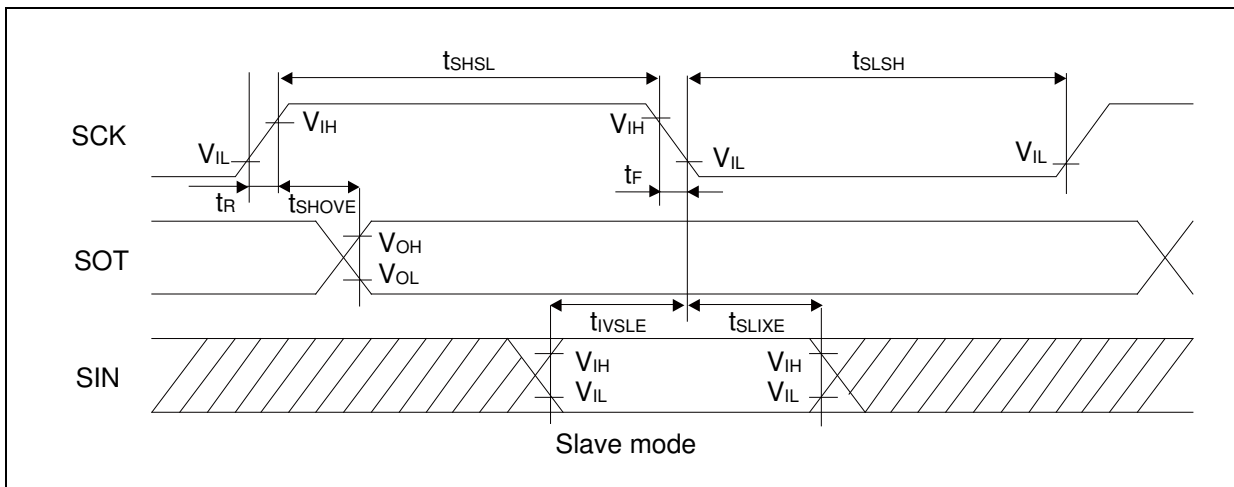 tSHSL
tSLSH
SCK
VIH
VIH
VIL
VIL
VIL
tF
tR
tSHOVE
SOT
VOH
VOL
tIVSLE
tSLIXE
SIN
VIH
VIH
VIL
VIL
Slave mode